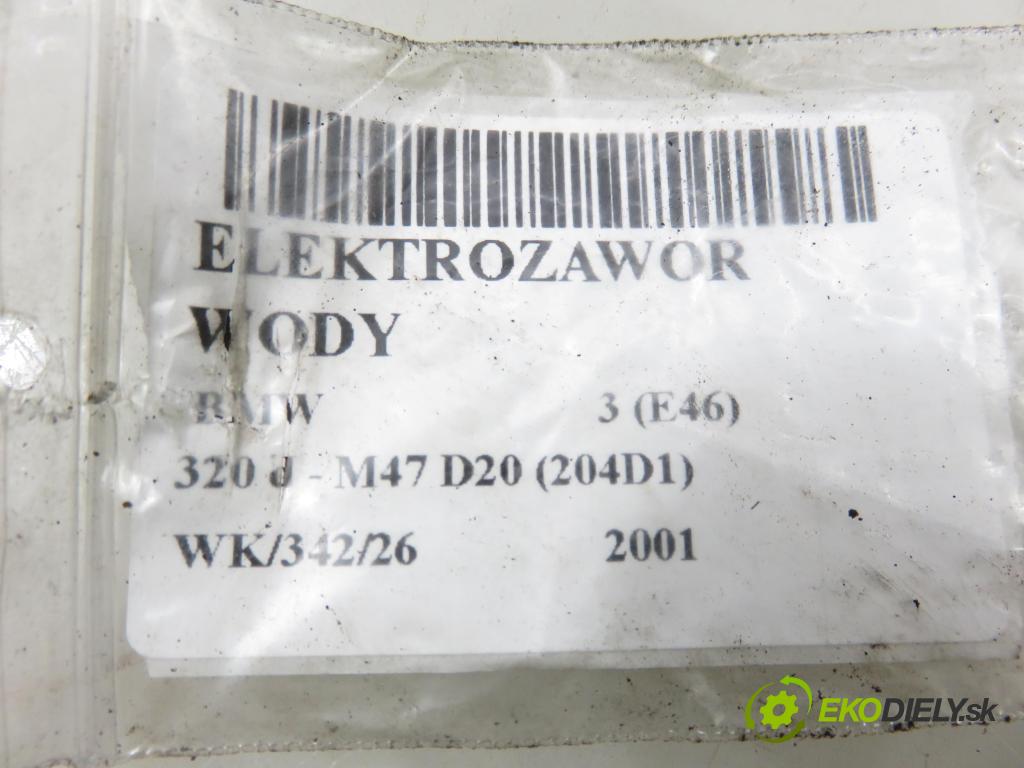 ELEKTROZAWOR
WODY
BMW 3 (E46)
320 d - M47 D20 (204D1)
WK/342/26 2001
EKODIELY.sk